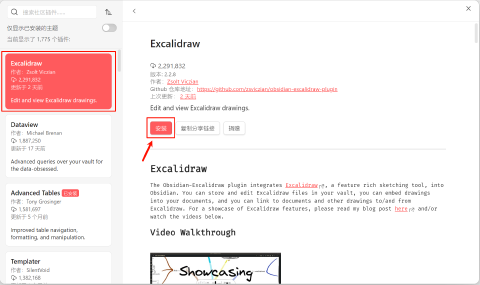 搜索社区插件……
仅显示已安装的主题
当前显示了 1,775 个插件:
Excalidraw
作者: Zsolt Viczian
2,291,832
更新于 2 天前
Edit and view Excalidraw drawings.
Dataview
作者: Michael Brenan
1,887,250
更新于 17 天前
Advanced queries over your vault for
the data-obsessed.
Advanced Tables 已安装
作者: Tony Grosinger
1,581,697
更新于 5 个月前
Improved table navigation,
formatting, and manipulation.
Templater
作者: SilentVoid
1,382,168
Excalidraw
2,291,832
版本: 2.2.6
作者: Zsolt Viczian
Github 仓库地址: https://github.com/zsviczian/obsidian-excalidraw-plugin
上次更新: 2 天前
Edit and view Excalidraw drawings.
安装 复制分享链接 捐赠
Excalidraw
The Obsidian-Excalidraw plugin integrates Excalidraw, a feature rich sketching tool, into
Obsidian. You can store and edit Excalidraw files in your vault, you can embed drawings
into your documents, and you can link to documents and other drawings to/and from
Excalidraw. For a showcase of Excalidraw features, please read my blog post here and/or
watch the videos below.
Video Walkthrough
Showcasing